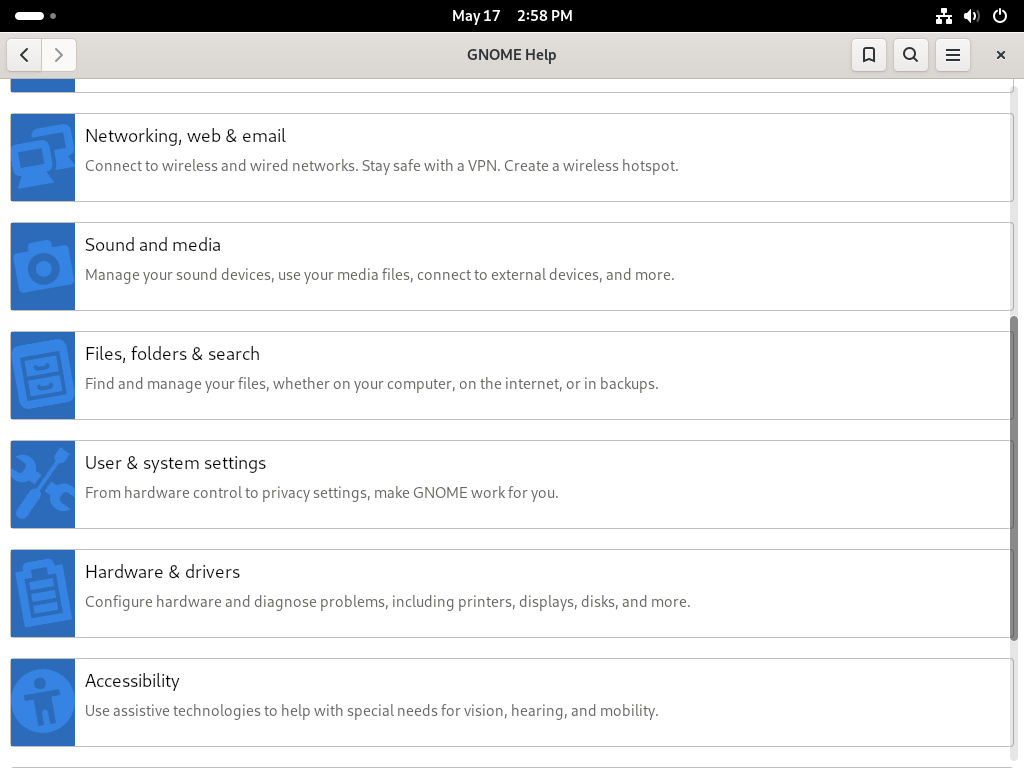 May 17 2:58 PM
GNOME Help
Networking, web & email
Connect to wireless and wired networks. Stay safe with a VPN. Create a wireless hotspot.
Sound and media
Manage your sound devices, use your media files, connect to external devices, and more.
Files, folders & search
Find and manage your files, whether on your computer, on the internet, or in backups.
User & system settings
From hardware control to privacy settings, make GNOME work for you.
Hardware & drivers
Configure hardware and diagnose problems, including printers, displays, disks, and more.
Accessibility
Use assistive technologies to help with special needs for vision, hearing, and mobility.